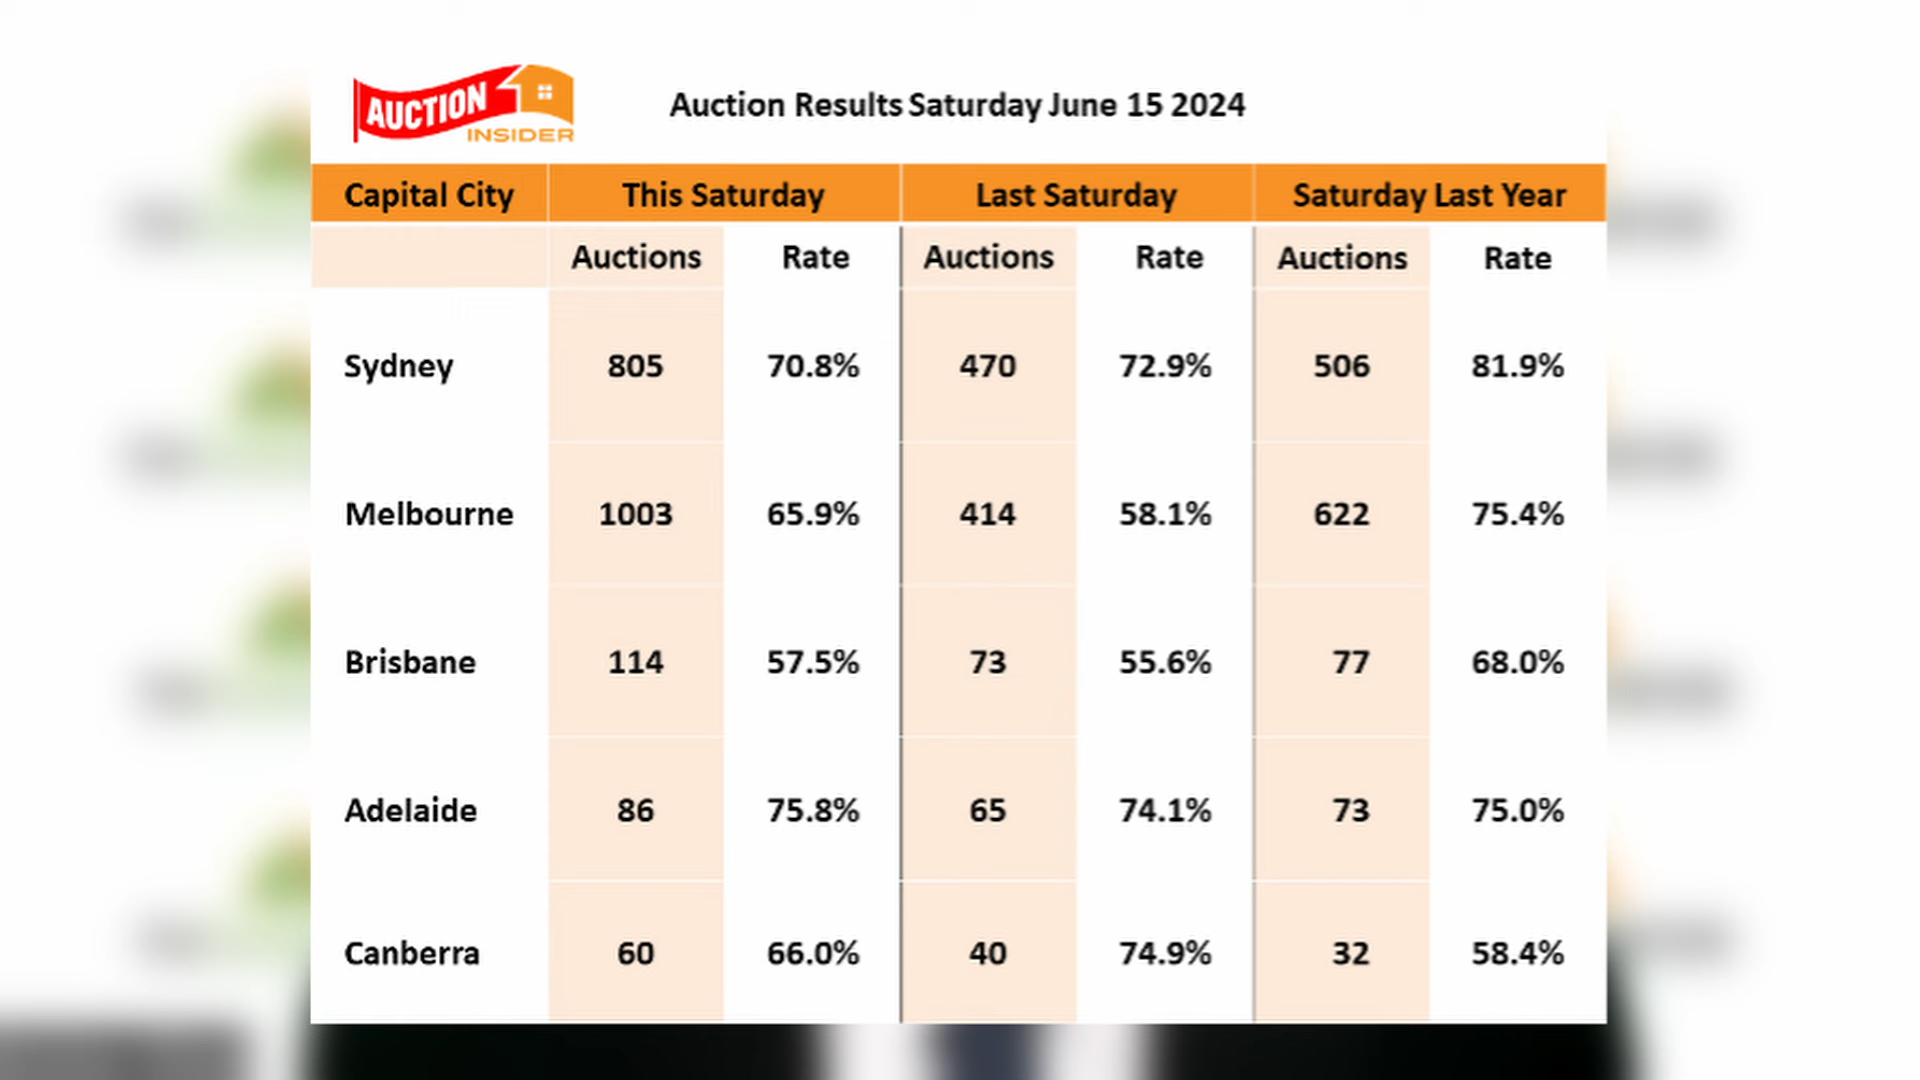 AUCTION
INSIDER
Auction Results Saturday June 15 2024
Capital City This Saturday Last Saturday Saturday Last Year
Auctions Rate Auctions Rate Auctions Rate
Sydney 805 70.8% 470 72.9% 506 81.9%
Melbourne 1003 65.9% 414 58.1% 622 75.4%
Brisbane 114 57.5% 73 55.6% 77 68.0%
Adelaide 86 75.8% 65 74.1% 73 75.0%
Canberra 60 66.0% 40 74.9% 32 58.4%